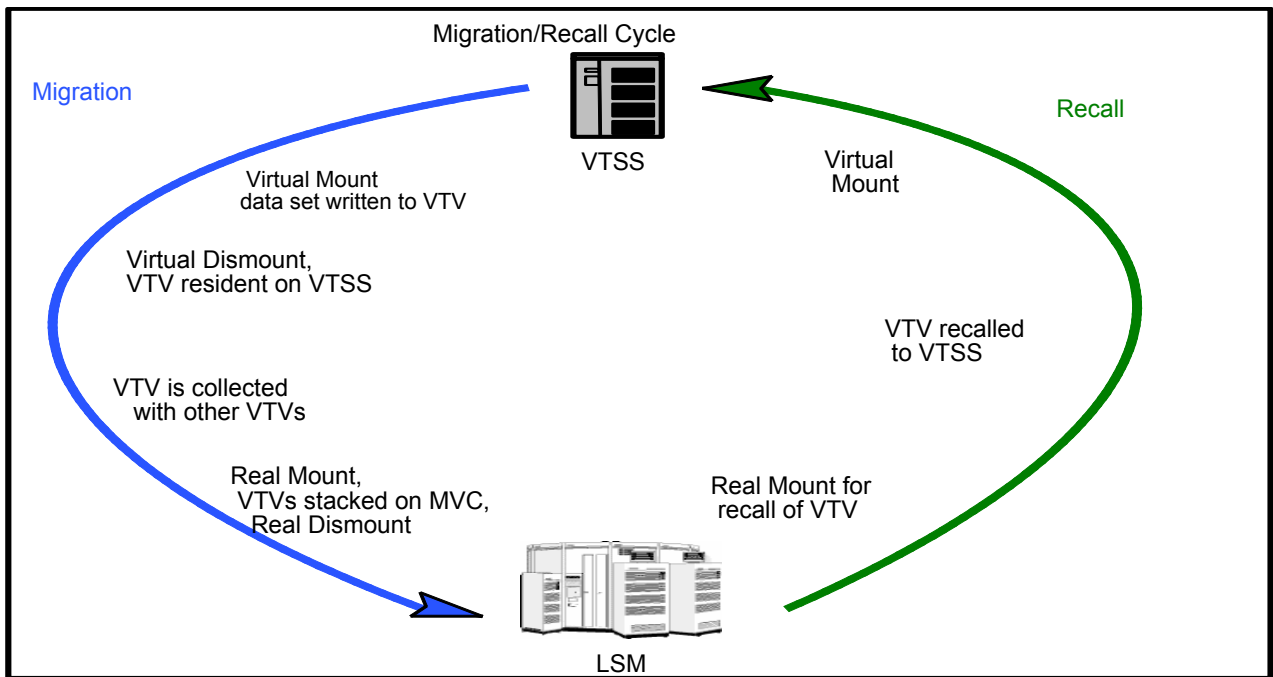 Migration/Recall Cycle
Migration
Recall
VTSS
Virtual Mount
data set written to VTV
Virtual Dismount,
VTV resident on VTSS
VTV is collected
with other VTVs
Real Mount,
VTVs stacked on MVC,
Real Dismount
LSM
Real Mount for
recall of VTV
VTV recalled
to VTSS
Virtual
Mount